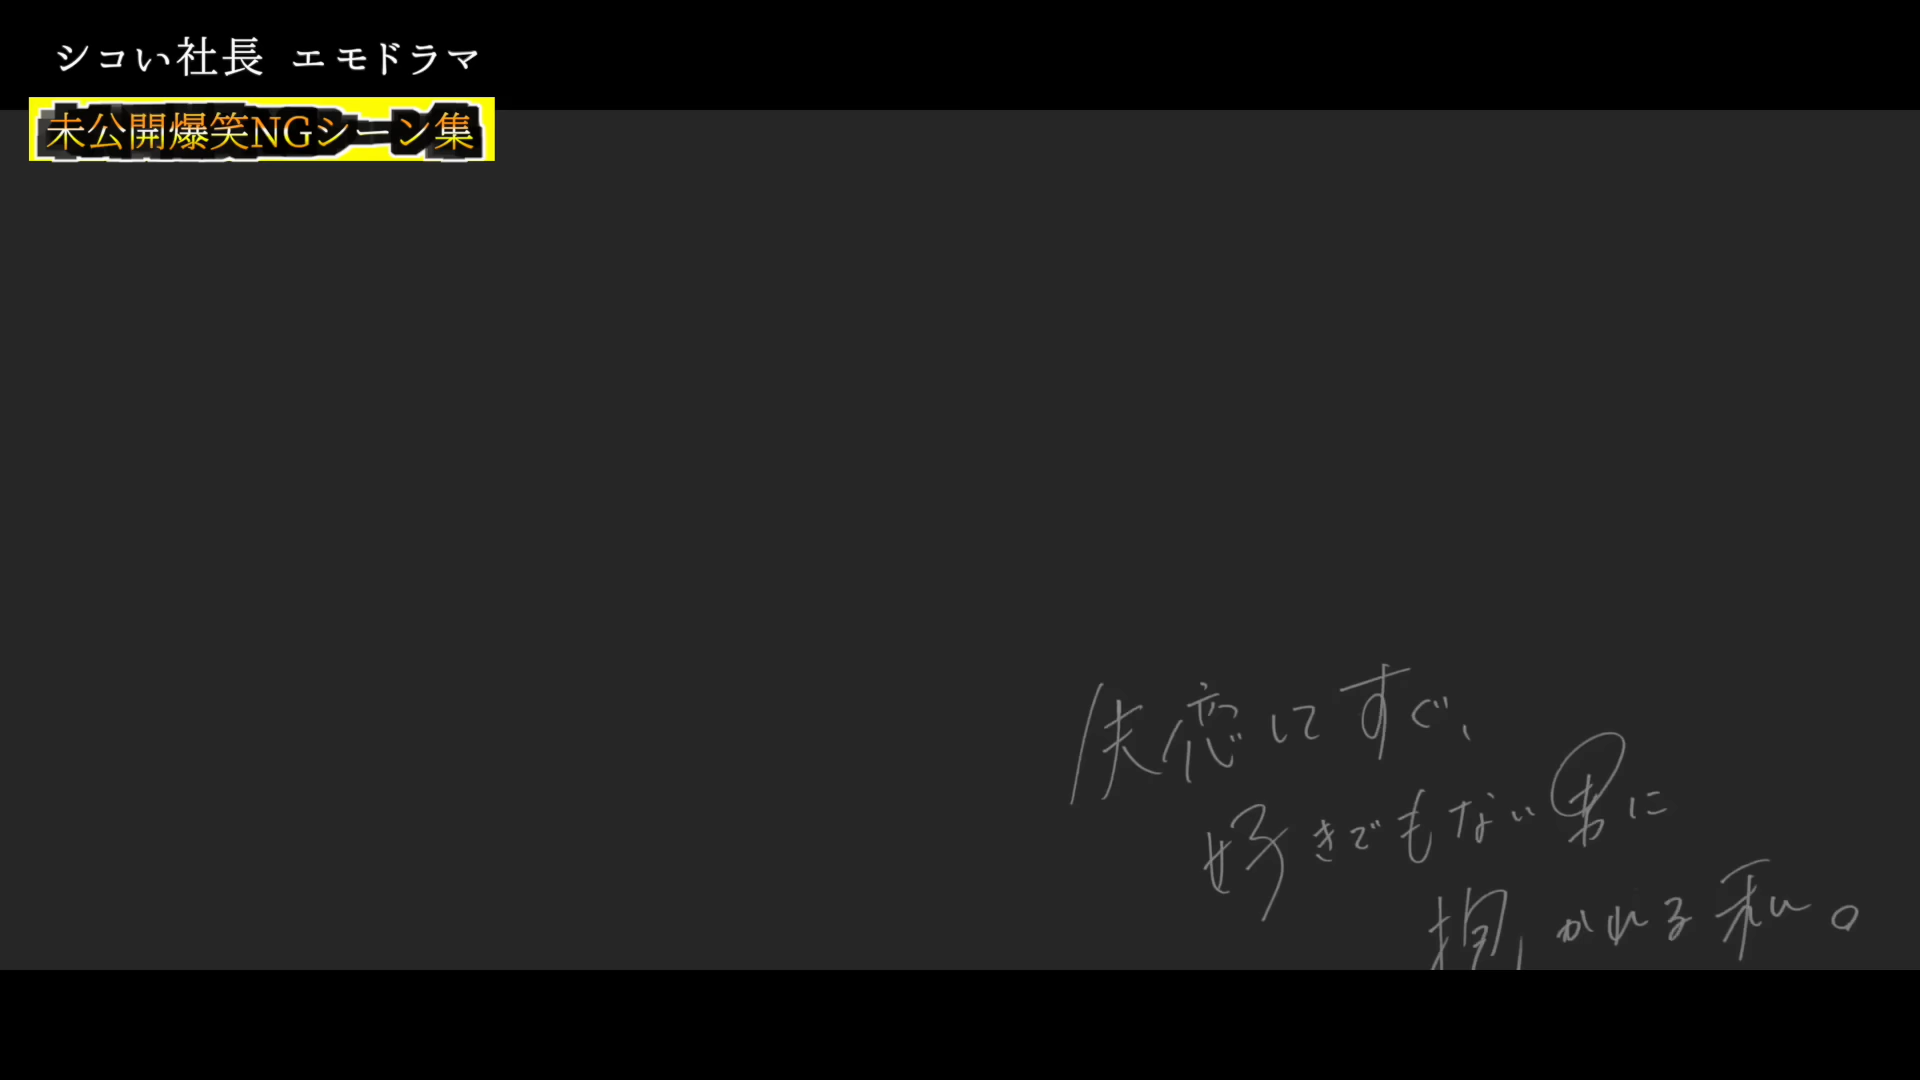 シコい社長 エモドラマ
未公開爆笑NGシーン集
失恋してすぐ、
好きでもない男に
抱かれる私。